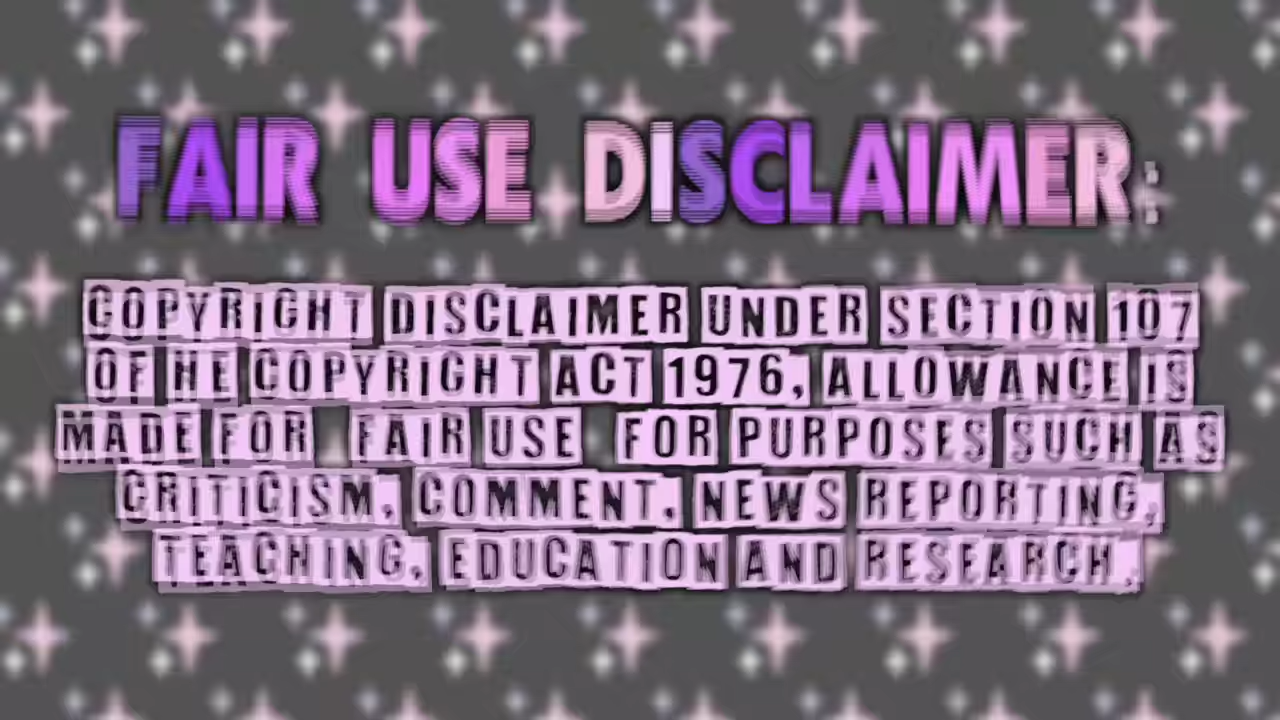 FAIR USE DISCLAIMER:
COPYRIGHT DISCLAIMER UNDER SECTION 107
OF HE COPYRIGHT ACT 1976, ALLOWANCE IS
MADE FOR FAIR USE FOR PURPOSES SUCH AS
CRITICISM, COMMENT, NEWS REPORTING,
TEACHING, EDUCATION AND RESEARCH.